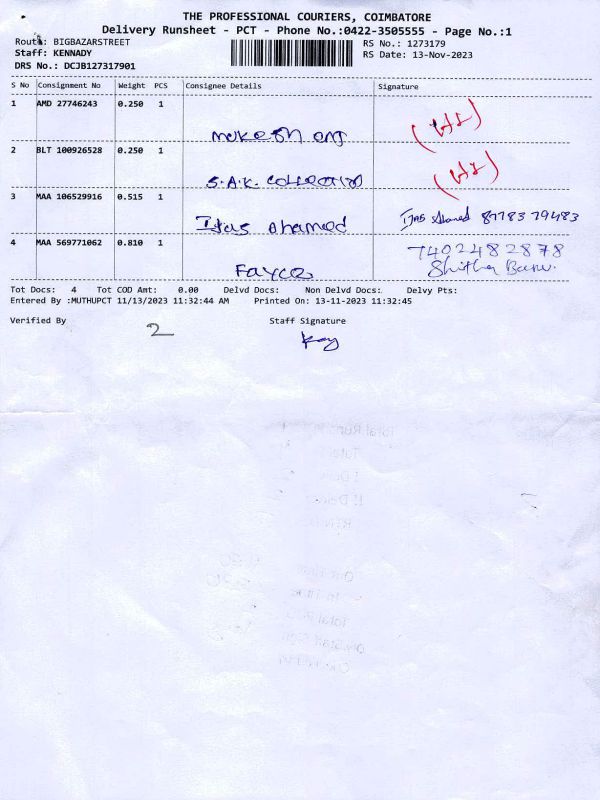 THE PROFESSIONAL COURIERS, COIMBATORE
Delivery Runsheet - PCT - Phone No.:0422-3505555 - Page No.:1
Route: BIGBAZARSTREET
RS No.: 1273179
Staff: KENNADY
RS Date: 13-Nov-2023
DRS No.: DCJB127317901
S No Consignment No Weight PCS Consignee Details Signature
1 AMD 27746243 0.250 1
mukesh
2 BLT 100926528 0.250 1
S.A.K. collection
3 MAA 106529916 0.515 1
Ijas Ahamed Ijas Ahamed 87783 79483
4 MAA 569771062 0.810 1
7402482878
Tot Docs: 4 Tot COD Amt: 0.00 Delvd Docs: Non Delvd Docs: Delvy Pts:
Entered By :MUTHUPCT 11/13/2023 11:32:44 AM Printed On: 13-11-2023 11:32:45
Verified By Staff Signature
2